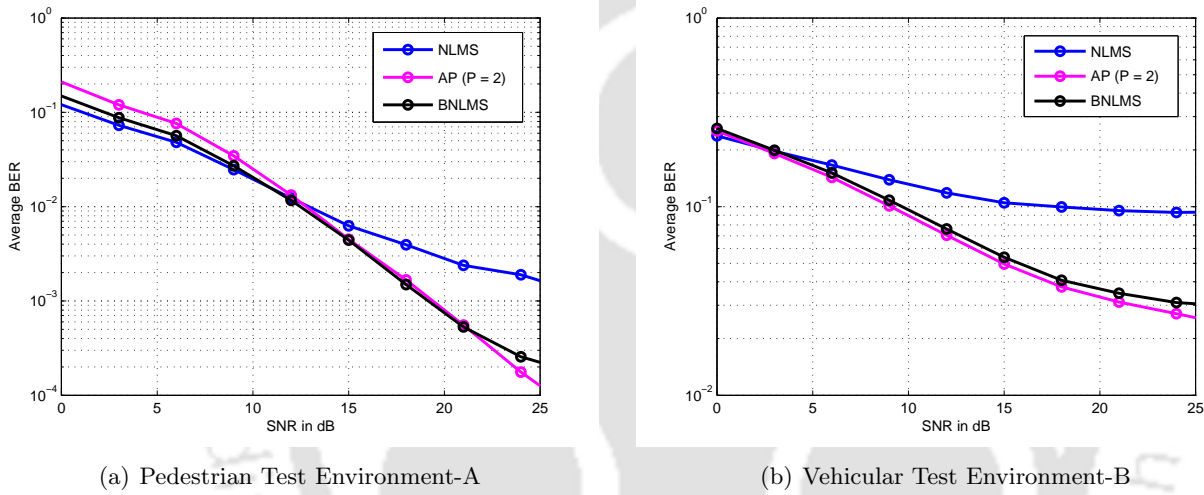 10^0
10^-1
10^-2
10^-3
10^-4
Average BER
0 5 10 15 20 25
SNR in dB
NLMS
AP (P = 2)
BNLMS
(a) Pedestrian Test Environment-A
10^0
10^-1
10^-2
Average BER
0 5 10 15 20 25
SNR in dB
NLMS
AP (P = 2)
BNLMS
(b) Vehicular Test Environment-B